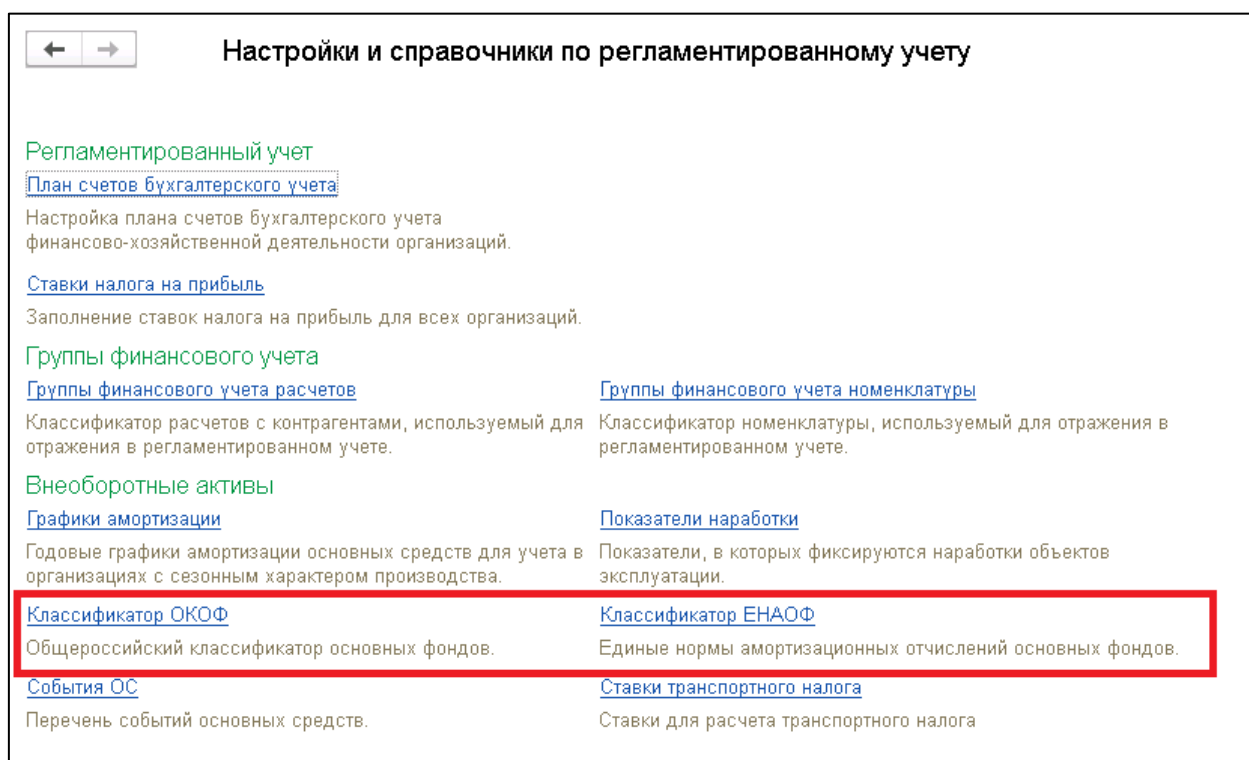 Настройки и справочники по регламентированному учету
Регламентированный учет
План счетов бухгалтерского учета
Настройка плана счетов бухгалтерского учета
финансово-хозяйственной деятельности организаций.
Ставки налога на прибыль
Заполнение ставок налога на прибыль для всех организаций.
Группы финансового учета
Группы финансового учета расчетов
Классификатор расчетов с контрагентами, используемый для
отражения в регламентированном учете.
Группы финансового учета номенклатуры
Классификатор номенклатуры, используемый для отражения в
регламентированном учете.
Внеоборотные активы
Графики амортизации
Годовые графики амортизации основных средств для учета в
организациях с сезонным характером производства.
Показатели наработки
Показатели, в которых фиксируются наработки объектов
эксплуатации.
Классификатор ОКОФ
Общероссийский классификатор основных фондов.
Классификатор ЕНАОФ
Единые нормы амортизационных отчислений основных фондов.
События ОС
Перечень событий основных средств.
Ставки транспортного налога
Ставки для расчета транспортного налога